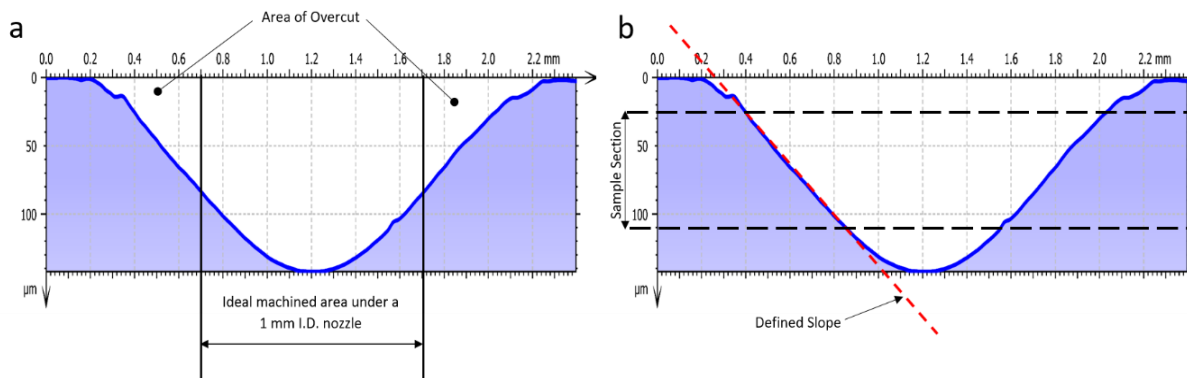 a
Area of Overcut
0.0 0.2 0.4 0.6 0.8 1.0 1.2 1.4 1.6 1.8 2.0 2.2 mm
0
50
100
µm
Ideal machined area under a
1 mm I.D. nozzle
b
0.0 0.2 0.4 0.6 0.8 1.0 1.2 1.4 1.6 1.8 2.0 2.2 mm
0
50
100
µm
Sample Section
Defined Slope